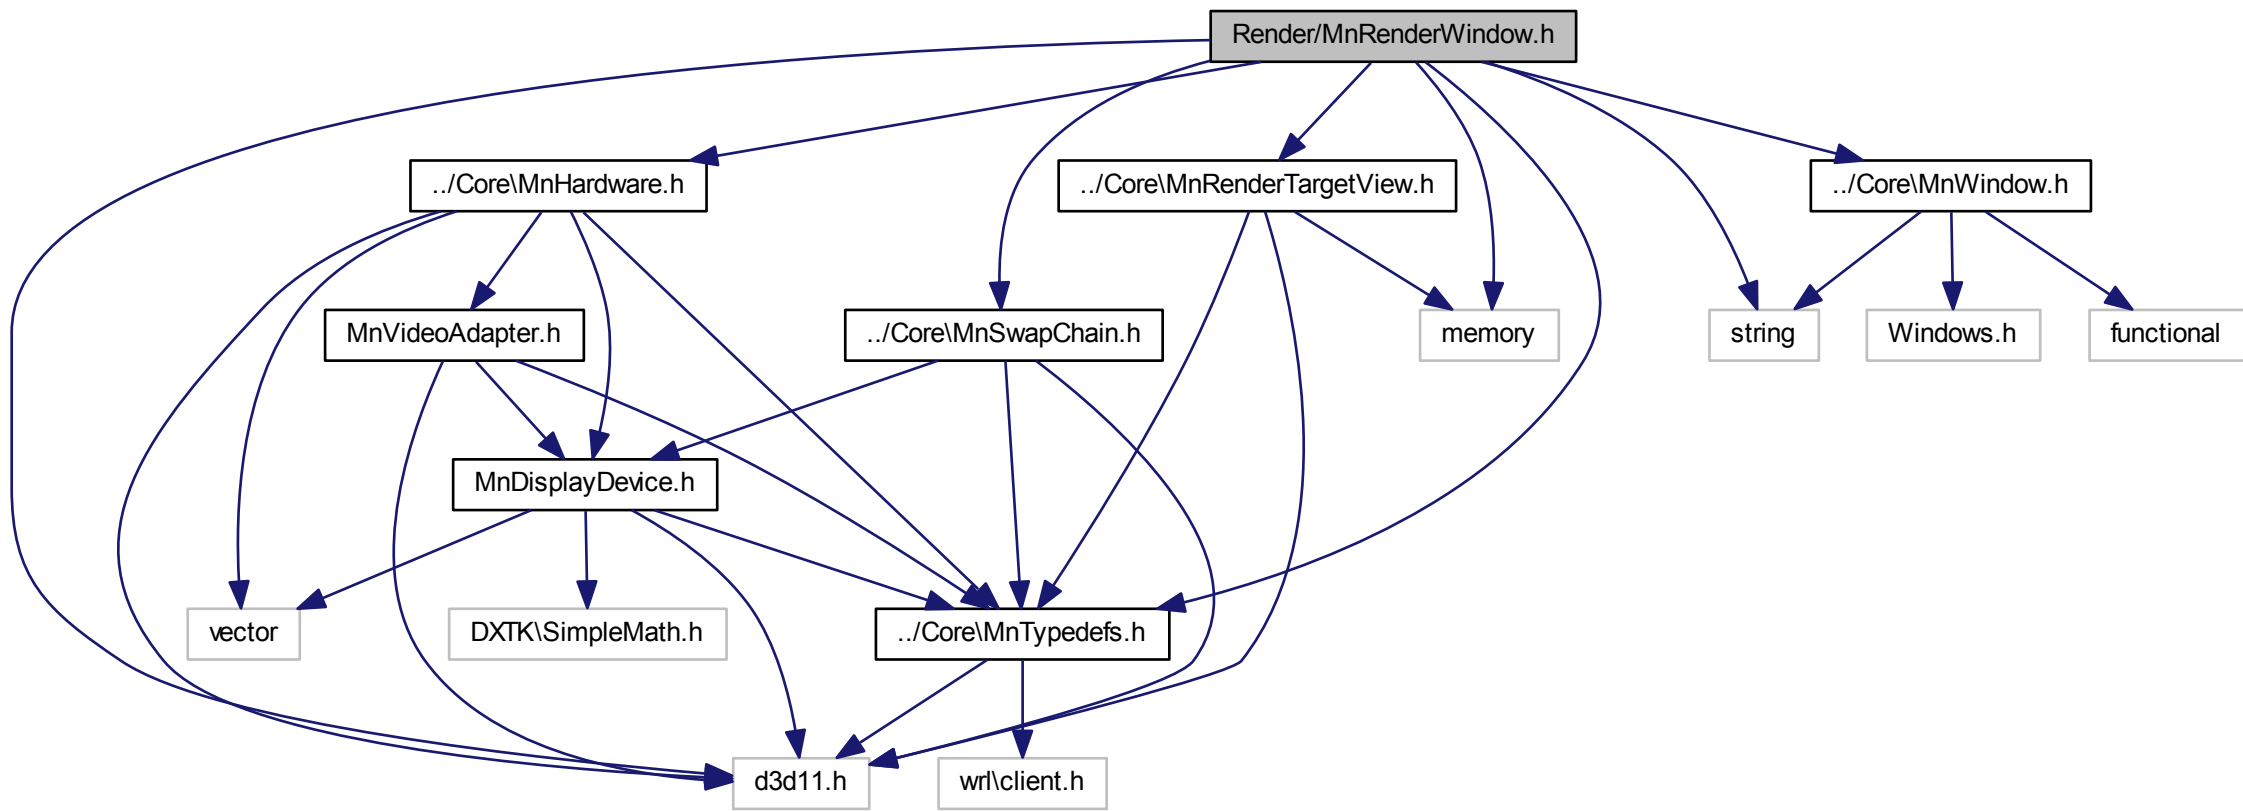 Render/MnRenderWindow.h
../Core\MnHardware.h
../Core\MnRenderTargetView.h
../Core\MnWindow.h
MnVideoAdapter.h
../Core\MnSwapChain.h
memory
string
Windows.h
functional
MnDisplayDevice.h
vector
DXTK\SimpleMath.h
../Core\MnTypedefs.h
d3d11.h
wrl\client.h